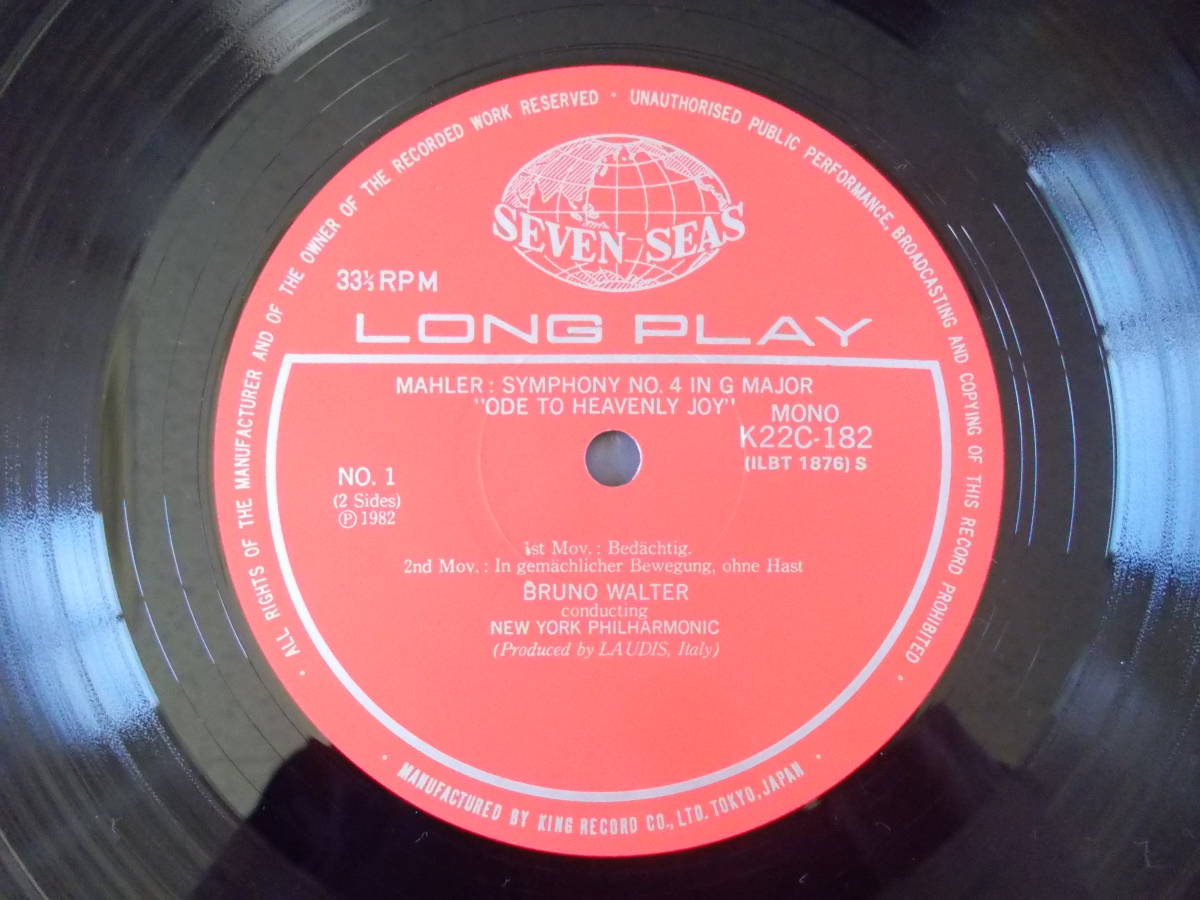 ALL RIGHTS OF THE MANUFACTURER AND OF THE OWNER OF THE RECORDED WORK RESERVED · UNAUTHORISED PUBLIC PERFORMANCE, BROADCASTING AND COPYING OF THIS RECORD PROHIBITED ·
SEVEN SEAS
33⅓ RPM
LONG PLAY
MAHLER : SYMPHONY NO. 4 IN G MAJOR
"ODE TO HEAVENLY JOY"
MONO
K22C-182
(ILBT 1876) S
NO. 1
(2 Sides)
℗ 1982
1st Mov. : Bedächtig.
2nd Mov. : In gemächlicher Bewegung, ohne Hast
BRUNO WALTER
conducting
NEW YORK PHILHARMONIC
(Produced by LAUDIS, Italy)
· MANUFACTURED BY KING RECORD CO., LTD. TOKYO, JAPAN ·